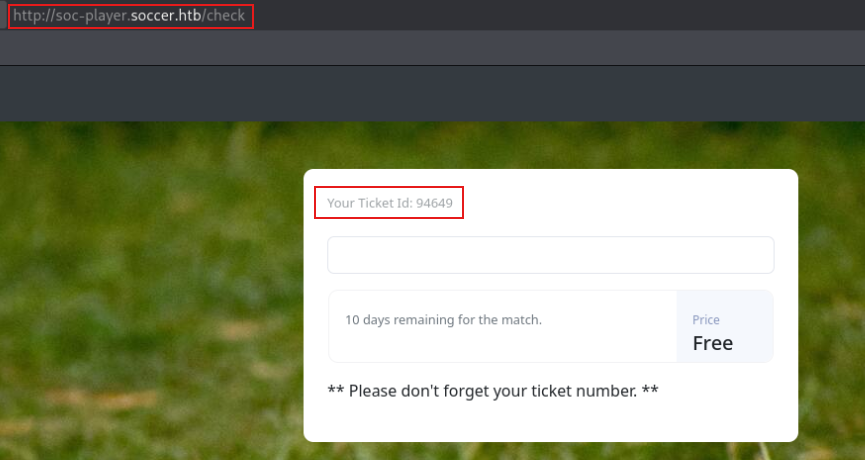 http://soc-player.soccer.htb/check
Your Ticket Id: 94649
10 days remaining for the match.
Price
Free
** Please don't forget your ticket number. **